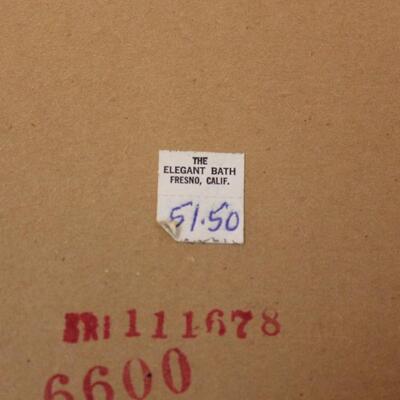 THE
ELEGANT BATH
FRESNO, CALIF.
51.50
111678
6600